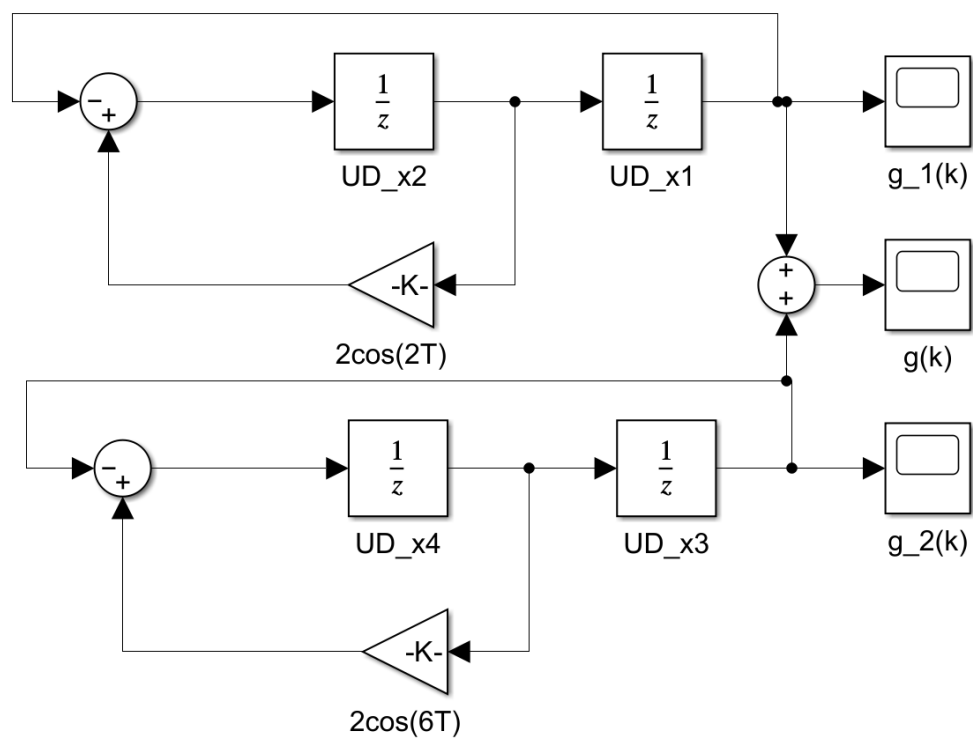 −
+
1
z
UD_x2
1
z
UD_x1
g_1(k)
-K-
2cos(2T)
+
+
g(k)
−
+
1
z
UD_x4
1
z
UD_x3
g_2(k)
-K-
2cos(6T)